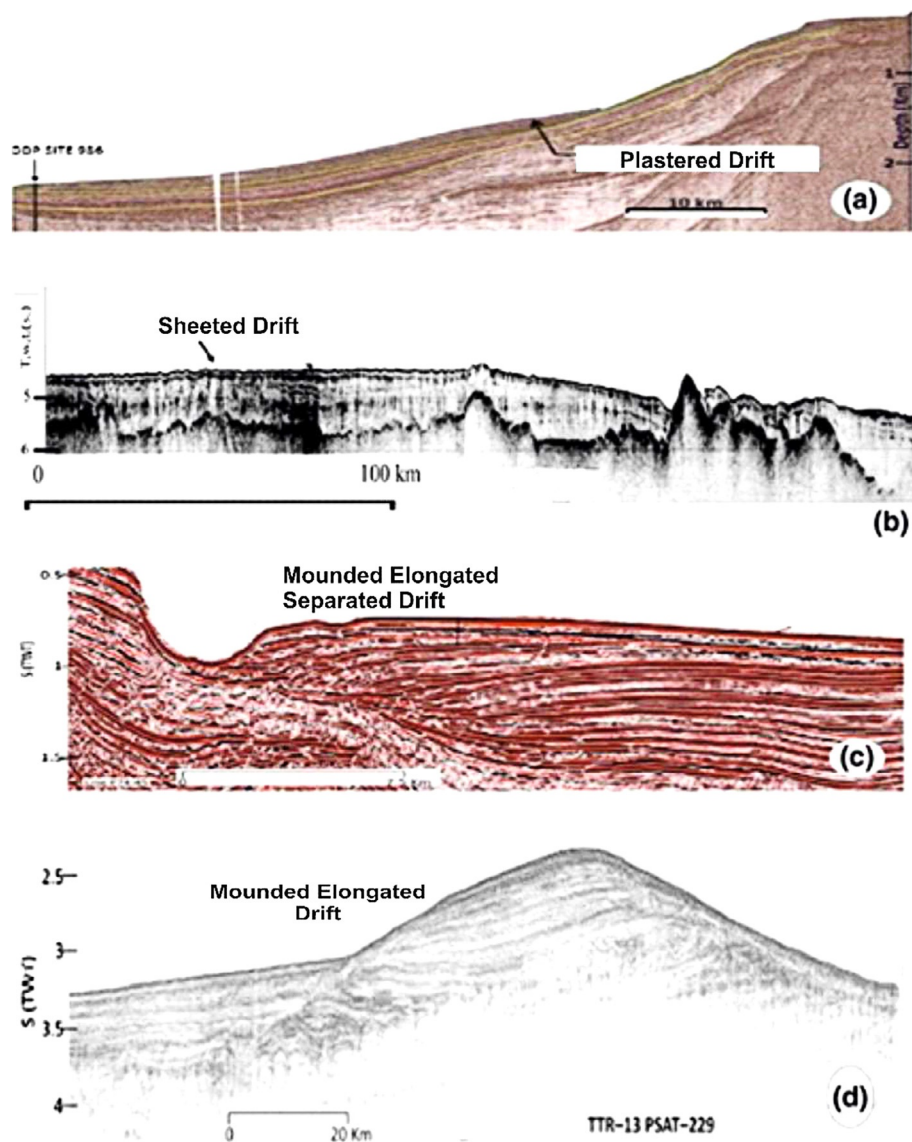 ODP SITE 986
Plastered Drift
10 km
1
2
Depth (Km)
(a)
Sheeted Drift
T.w.t.(s.)
5
6
0 100 km
(b)
Mounded Elongated
Separated Drift
0.5
1
S (TWT)
(c)
Mounded Elongated
Drift
2.5
3
3.5
4
S (TWT)
0 20 Km
TTR-13 PSAT-229
(d)